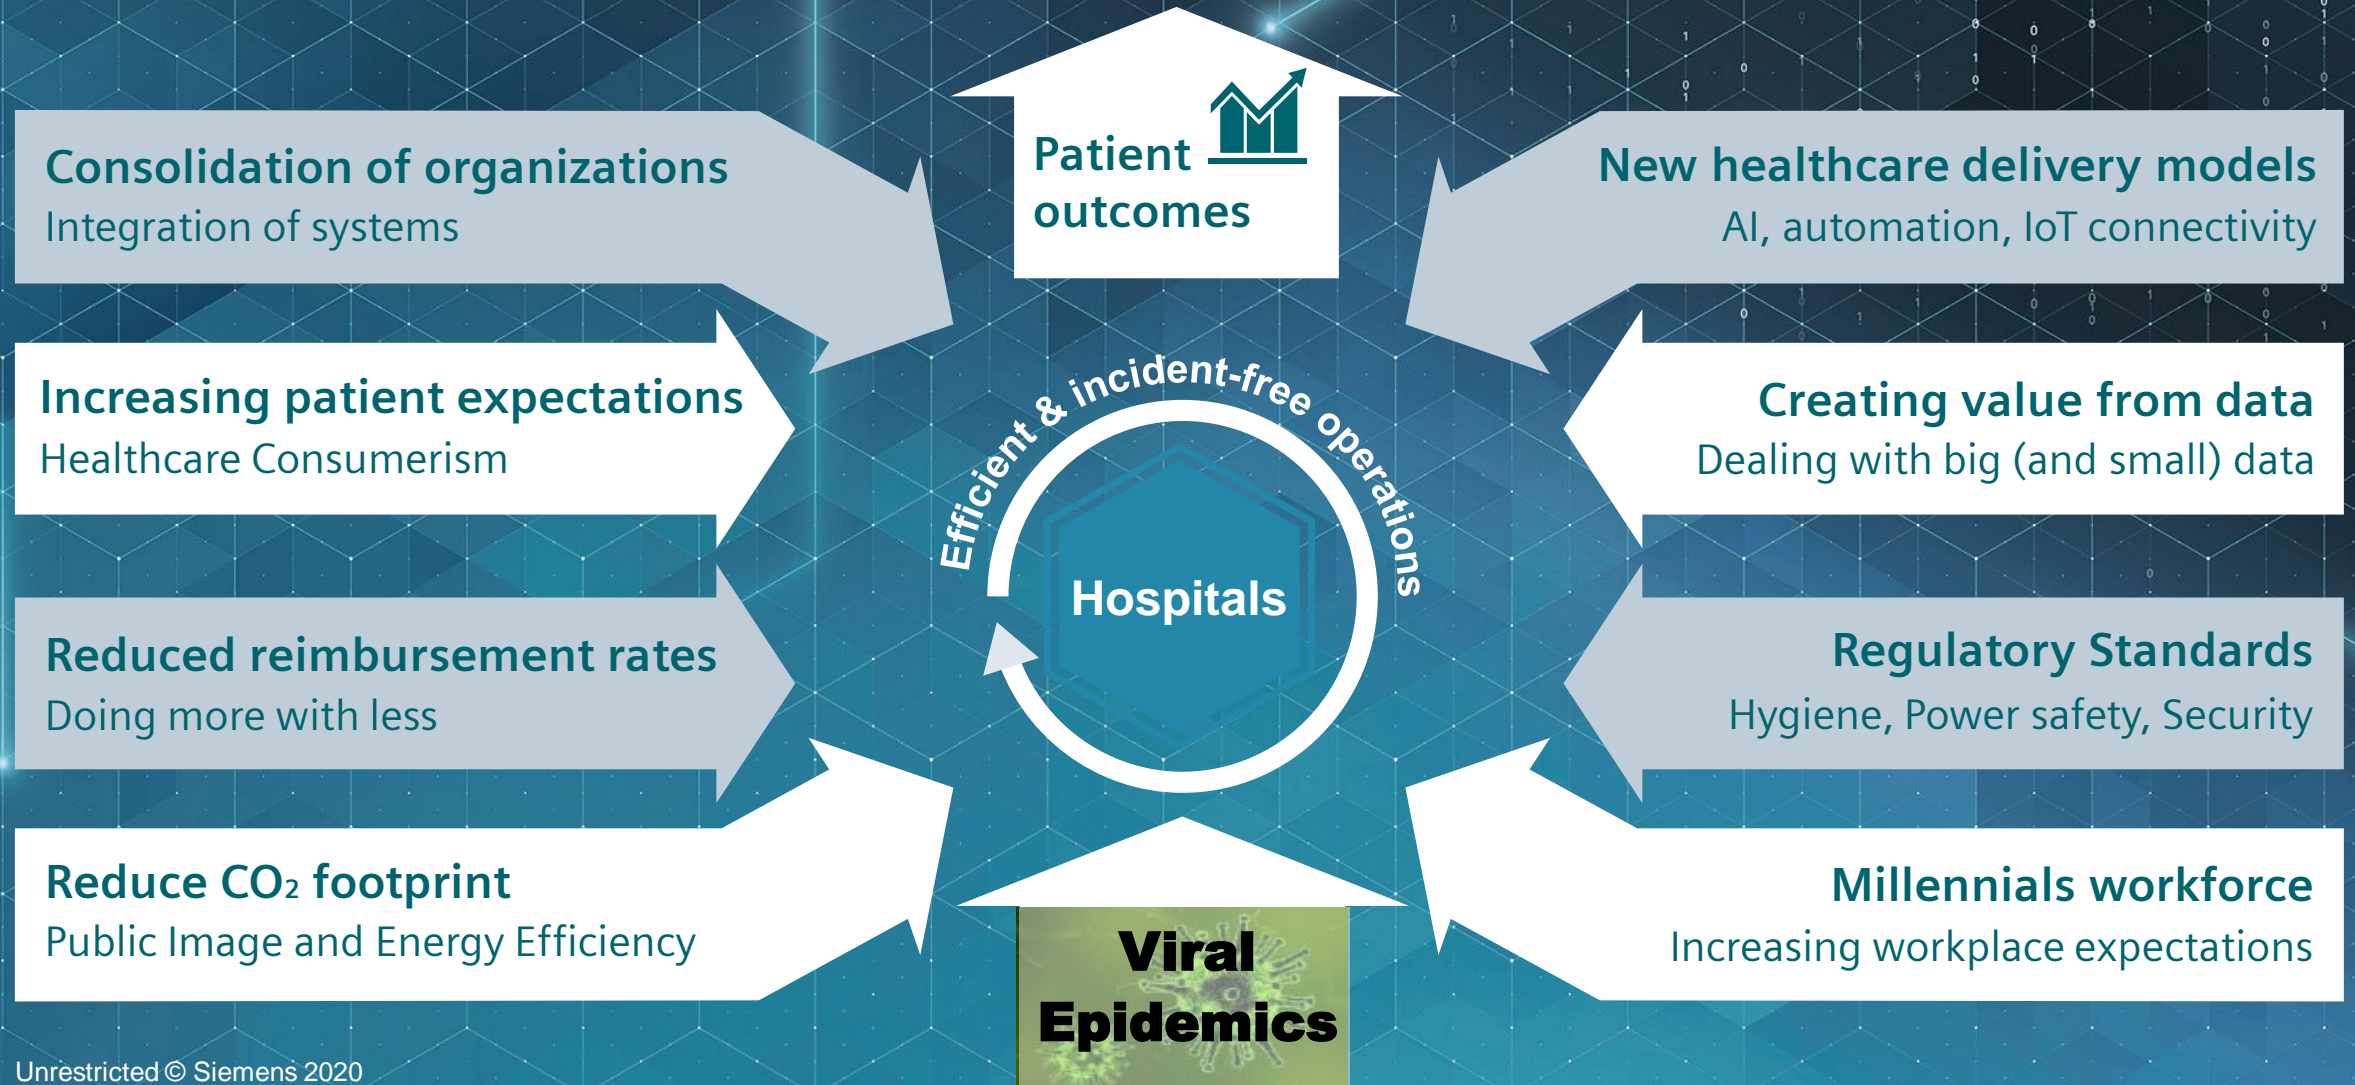 Patient
outcomes
Consolidation of organizations
Integration of systems
Increasing patient expectations
Healthcare Consumerism
Reduced reimbursement rates
Doing more with less
Reduce CO₂ footprint
Public Image and Energy Efficiency
Efficient & incident-free operations
Hospitals
Viral
Epidemics
New healthcare delivery models
AI, automation, IoT connectivity
Creating value from data
Dealing with big (and small) data
Regulatory Standards
Hygiene, Power safety, Security
Millennials workforce
Increasing workplace expectations
Unrestricted © Siemens 2020